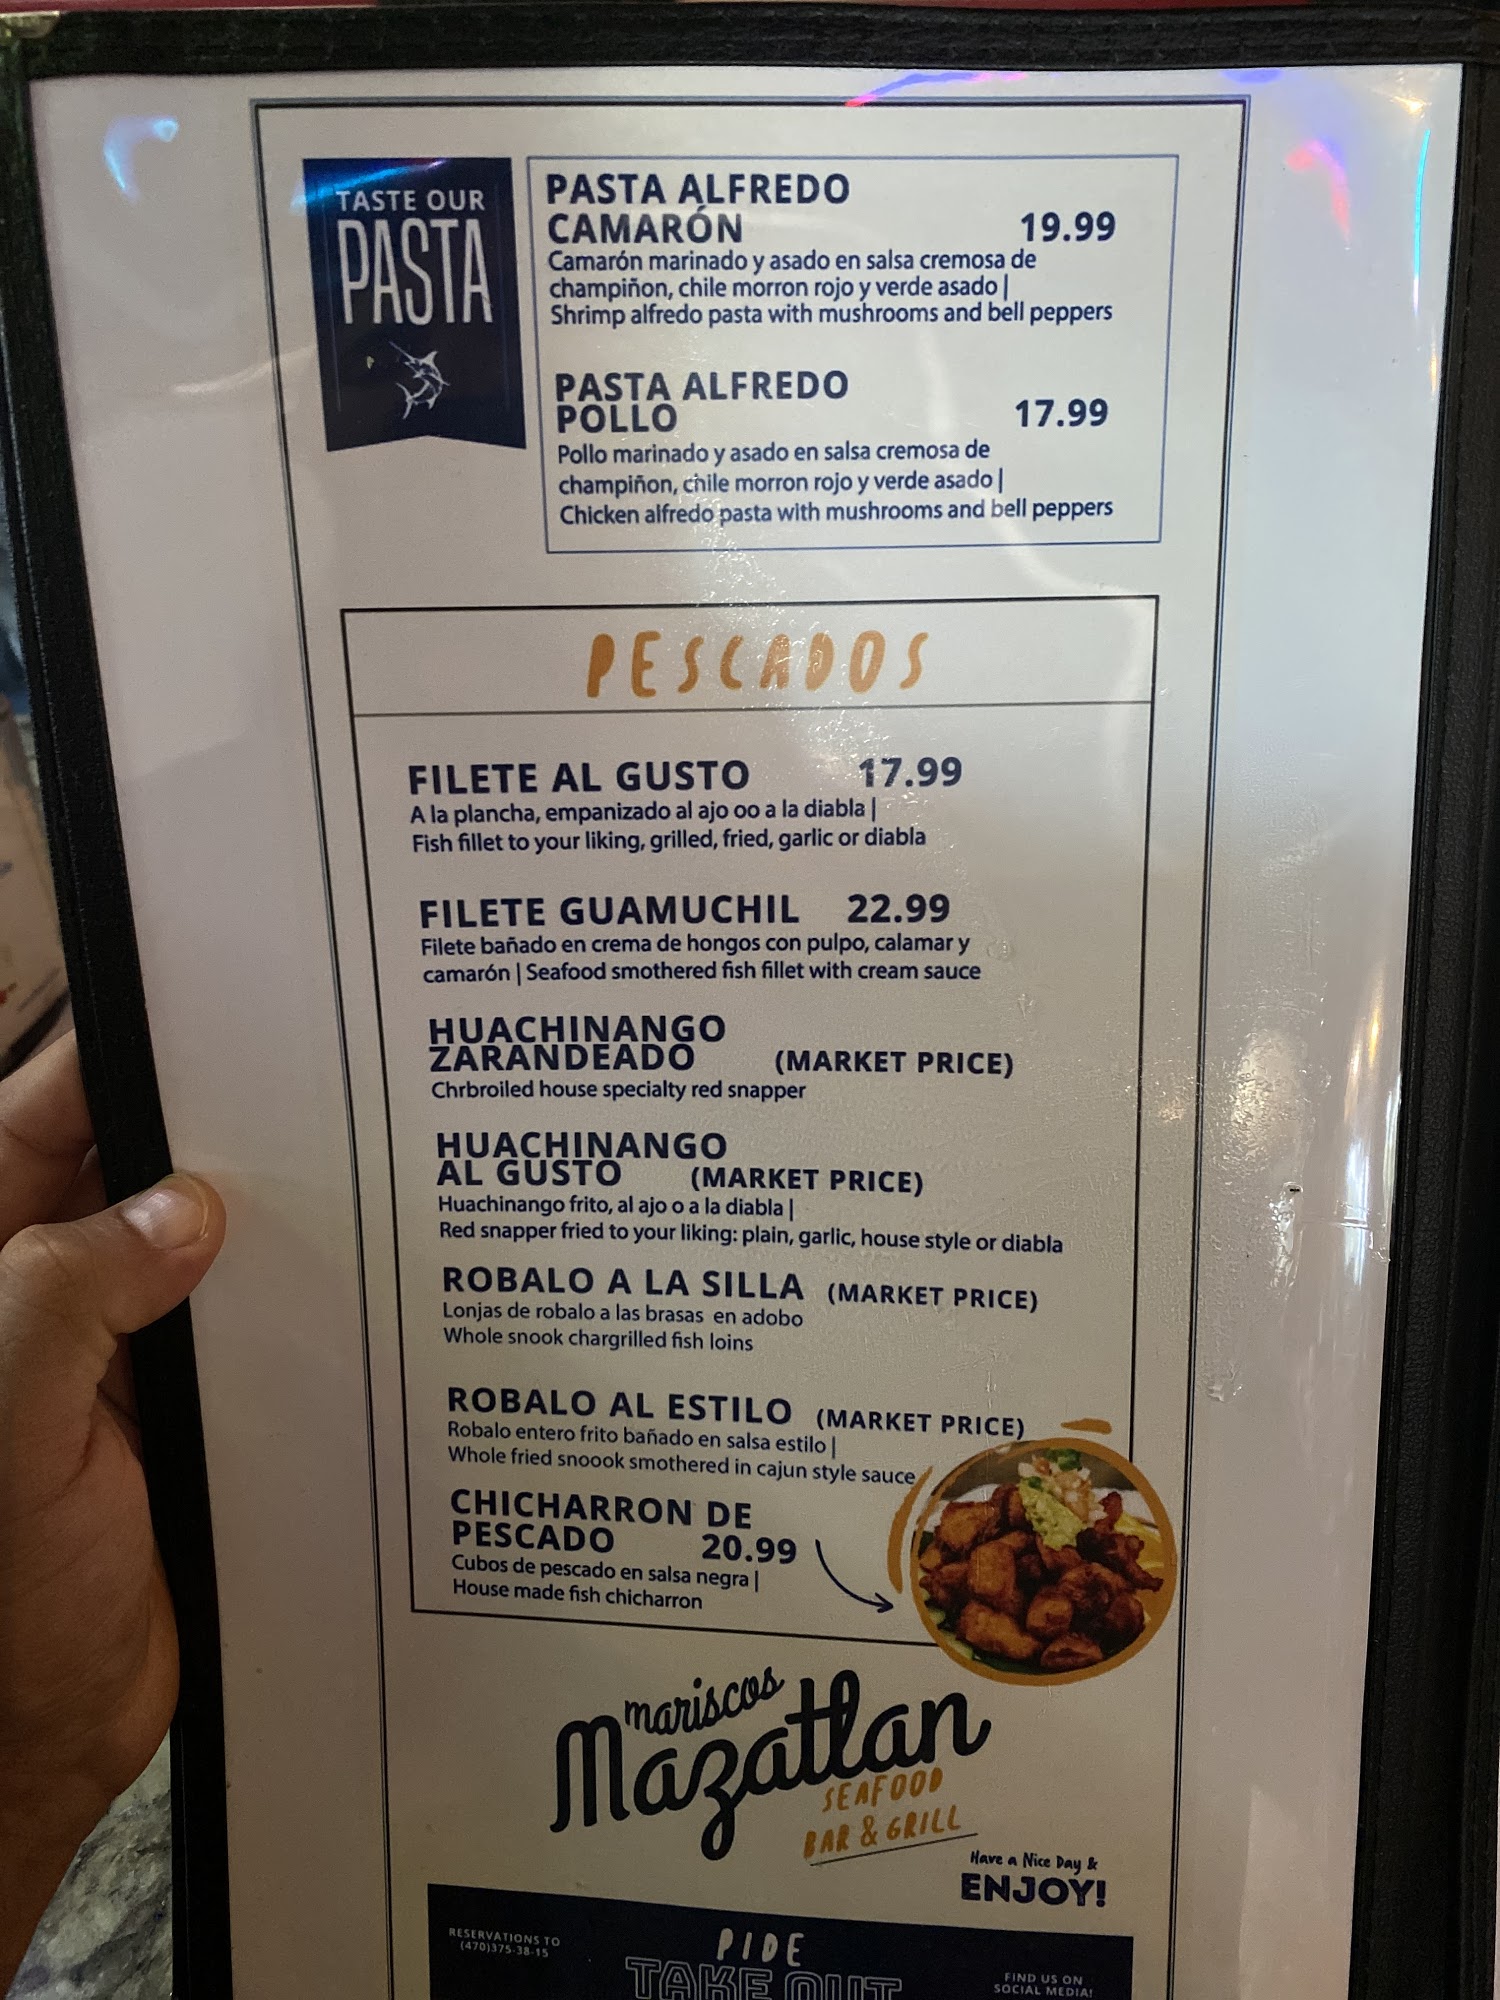 TASTE OUR
PASTA
PASTA ALFREDO
CAMARÓN 19.99
Camarón marinado y asado en salsa cremosa de
champiñon, chile morron rojo y verde asado |
Shrimp alfredo pasta with mushrooms and bell peppers
PASTA ALFREDO
POLLO 17.99
Pollo marinado y asado en salsa cremosa de
champiñon, chile morron rojo y verde asado |
Chicken alfredo pasta with mushrooms and bell peppers
PESCADOS
FILETE AL GUSTO 17.99
A la plancha, empanizado al ajo oo a la diabla |
Fish fillet to your liking, grilled, fried, garlic or diabla
FILETE GUAMUCHIL 22.99
Filete bañado en crema de hongos con pulpo, calamar y
camarón | Seafood smothered fish fillet with cream sauce
HUACHINANGO
ZARANDEADO (MARKET PRICE)
Chrbroiled house specialty red snapper
HUACHINANGO
AL GUSTO (MARKET PRICE)
Huachinango frito, al ajo o a la diabla |
Red snapper fried to your liking: plain, garlic, house style or diabla
ROBALO A LA SILLA (MARKET PRICE)
Lonjas de robalo a las brasas en adobo
Whole snook chargrilled fish loins
ROBALO AL ESTILO (MARKET PRICE)
Robalo entero frito bañado en salsa estilo |
Whole fried snoook smothered in cajun style sauce
CHICHARRON DE
PESCADO 20.99
Cubos de pescado en salsa negra |
House made fish chicharron
mariscos
Mazatlan
SEAFOOD
BAR & GRILL
Have a Nice Day &
ENJOY!
RESERVATIONS TO
(470)375-38-15
PIDE
TAKE OUT
FIND US ON
SOCIAL MEDIA!